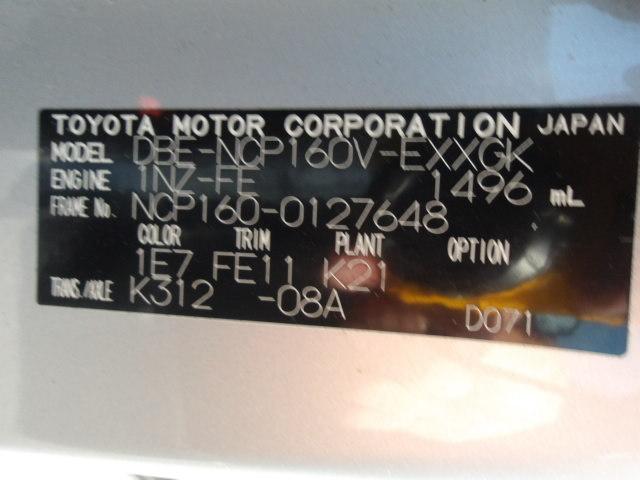 TOYOTA MOTOR CORPORATION JAPAN
MODEL DBE-NCP160V-EXXGK
ENGINE 1NZ-FE 1496 mL
FRAME No. NCP160-0127648
COLOR TRIM PLANT OPTION
1E7 FE11 K21
TRANS./AXLE K312 -08A
D071